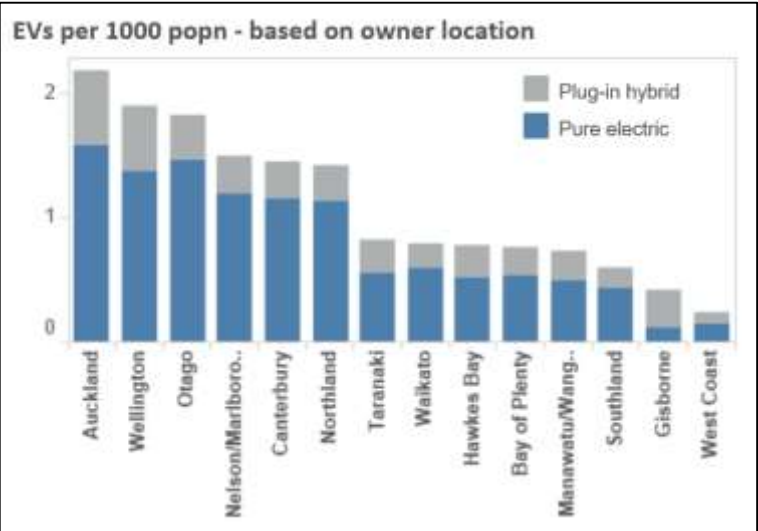 EVs per 1000 popn - based on owner location
Plug-in hybrid
Pure electric
2
1
0
Auckland
Wellington
Otago
Nelson/Marlboro..
Canterbury
Northland
Taranaki
Waikato
Hawkes Bay
Bay of Plenty
Manawatu/Wang..
Southland
Gisborne
West Coast